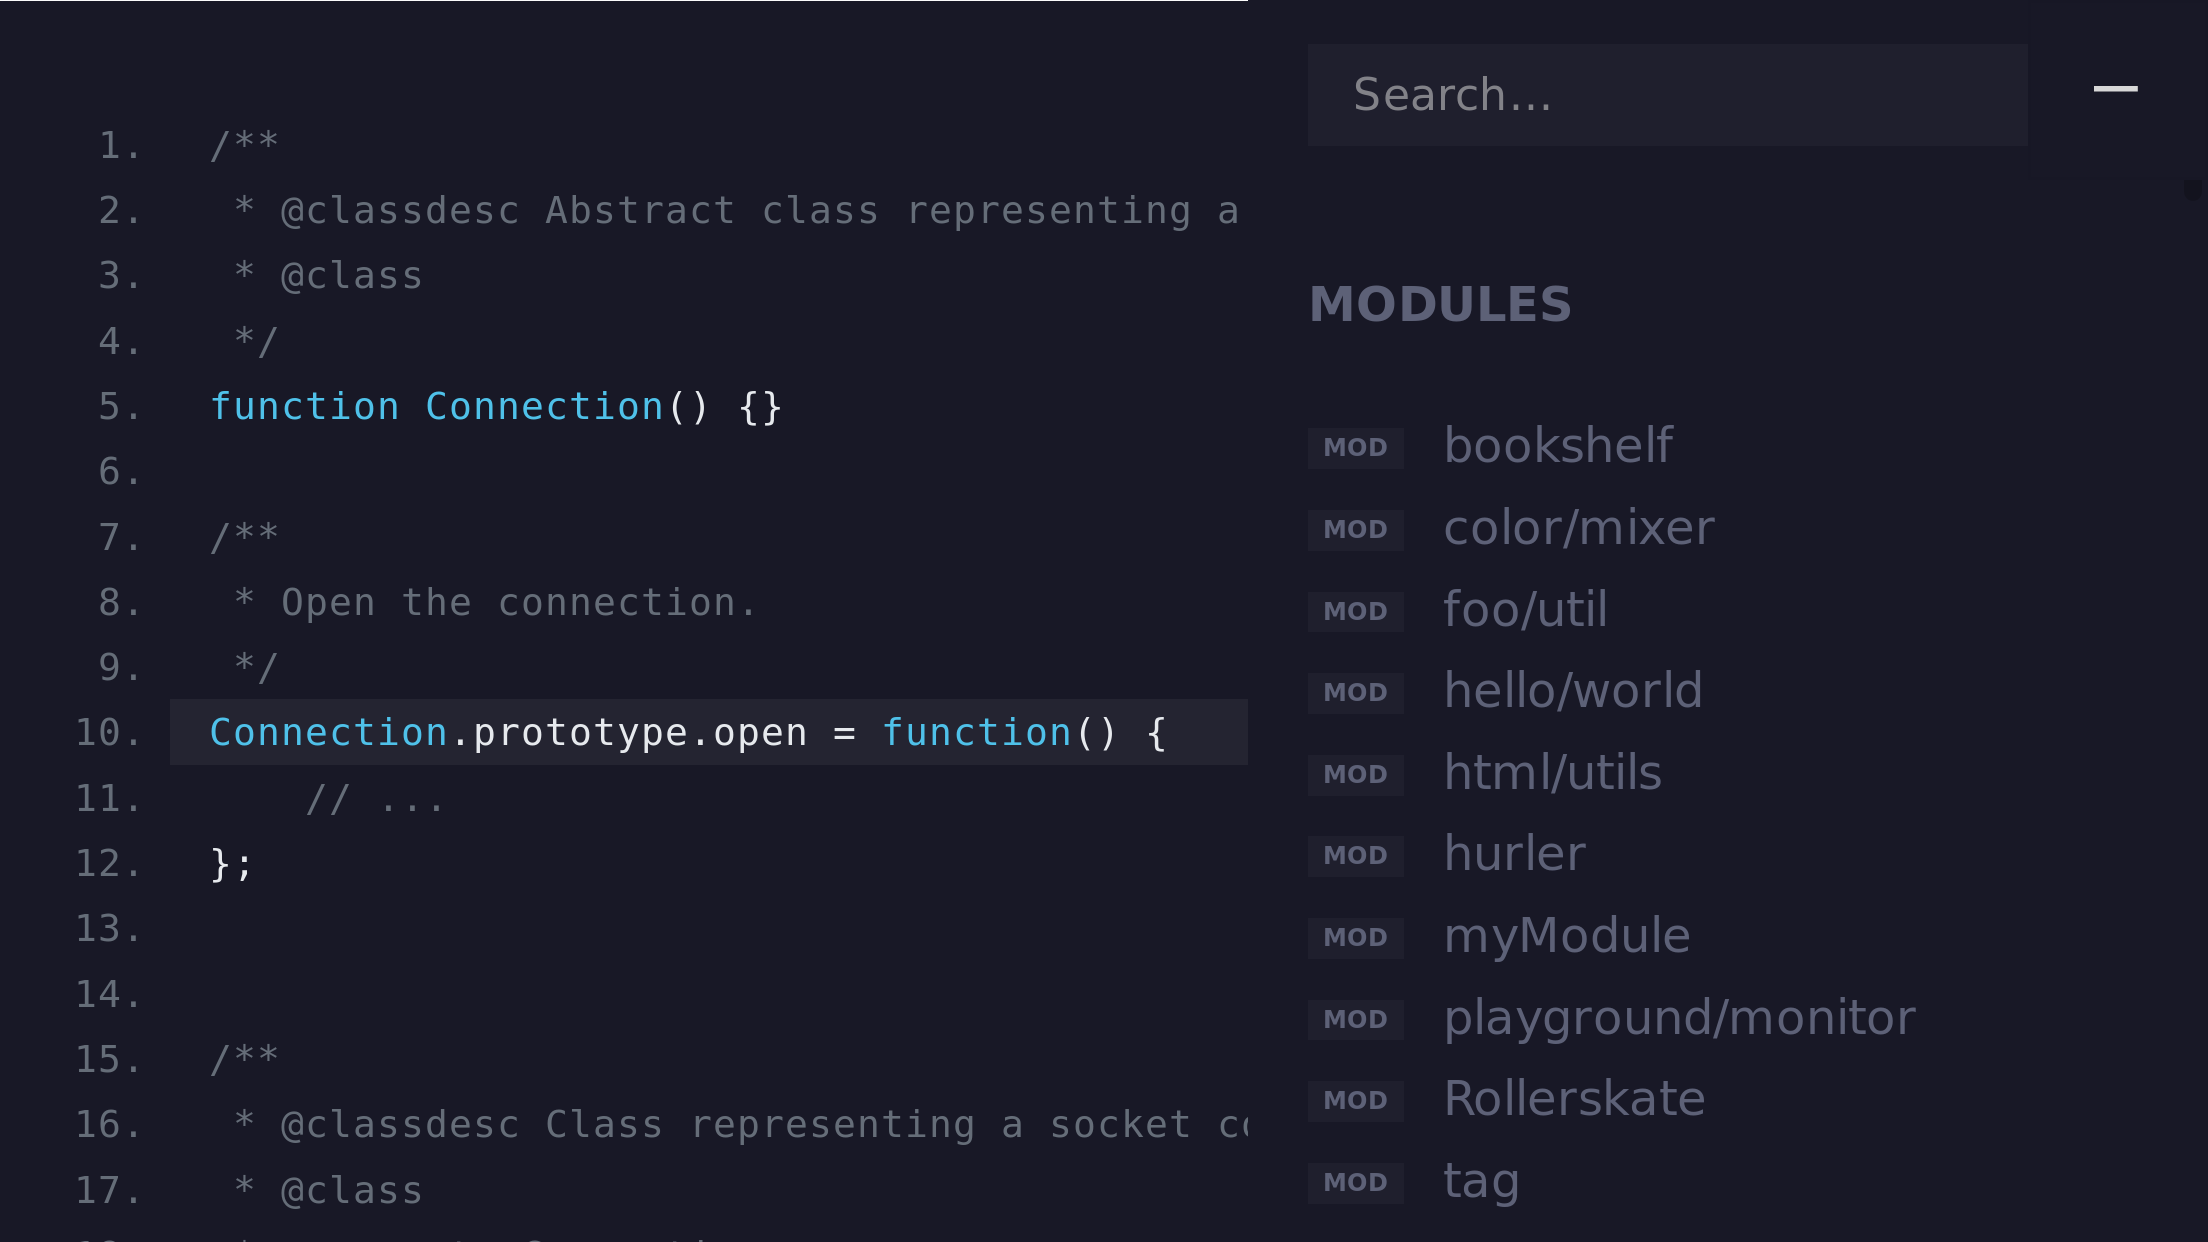 1. /**
2.  * @classdesc Abstract class representing a
3.  * @class
4.  */
5. function Connection() {}
6.
7. /**
8.  * Open the connection.
9.  */
10. Connection.prototype.open = function() {
11.     // ...
12. };
13.
14.
15. /**
16.  * @classdesc Class representing a socket
17.  * @class
Search...
MODULES
MOD bookshelf
MOD color/mixer
MOD foo/util
MOD hello/world
MOD html/utils
MOD hurler
MOD myModule
MOD playground/monitor
MOD Rollerskate
MOD tag